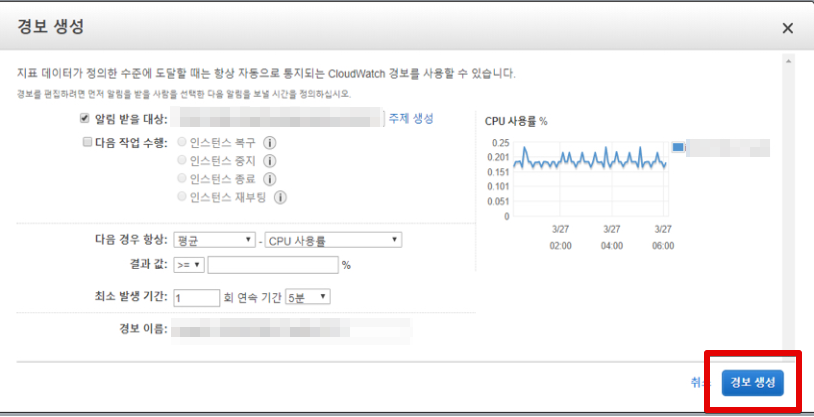 경보 생성 ×
지표 데이터가 정의한 수준에 도달할 때는 항상 자동으로 통지되는 CloudWatch 경보를 사용할 수 있습니다.
경보를 편집하려면 먼저 알림을 받을 사람을 선택한 다음 알림을 보낼 시간을 정의하십시오.
알림 받을 대상: 주제 생성
다음 작업 수행: 인스턴스 복구 i
인스턴스 중지 i
인스턴스 종료 i
인스턴스 재부팅 i
다음 경우 항상: 평균 - CPU 사용률
결과 값: >= %
최소 발생 기간: 1 회 연속 기간 5분
경보 이름:
CPU 사용률 %
0.25
0.201
0.151
0.101
0.051
0
3/27 3/27 3/27
02:00 04:00 06:00
경보 생성